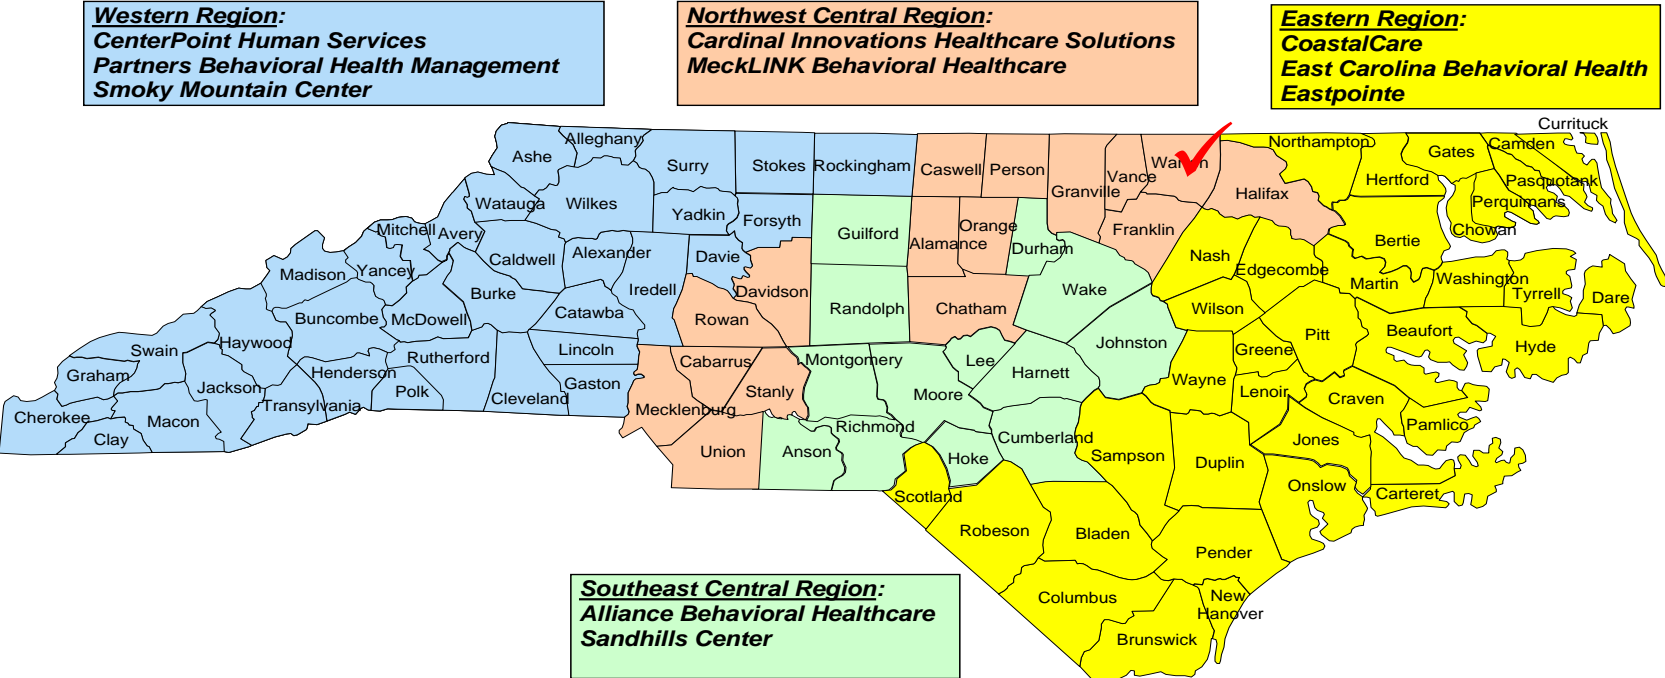 Western Region:
CenterPoint Human Services
Partners Behavioral Health Management
Smoky Mountain Center
Northwest Central Region:
Cardinal Innovations Healthcare Solutions
MeckLINK Behavioral Healthcare
Eastern Region:
CoastalCare
East Carolina Behavioral Health
Eastpointe
Currituck
Alleghany
Ashe
Surry
Stokes
Rockingham
Caswell
Person
Granville
Vance
Northampton
Gates
Camden
Hertford
Pasquotank
Perquimans
Chowan
Halifax
Watauga
Wilkes
Yadkin
Forsyth
Guilford
Alamance
Orange
Durham
Franklin
Mitchell
Avery
Caldwell
Alexander
Davie
Nash
Edgecombe
Bertie
Martin
Washington
Tyrrell
Dare
Madison
Yancey
Burke
Iredell
Davidson
Randolph
Chatham
Wake
Wilson
Pitt
Beaufort
Hyde
Buncombe
McDowell
Catawba
Rowan
Johnston
Greene
Swain
Haywood
Rutherford
Lincoln
Cabarrus
Montgomery
Lee
Harnett
Wayne
Lenoir
Craven
Graham
Jackson
Henderson
Polk
Cleveland
Gaston
Stanly
Moore
Pamlico
Cherokee
Macon
Transylvania
Mecklenburg
Richmond
Cumberland
Jones
Clay
Union
Anson
Hoke
Sampson
Duplin
Onslow
Carteret
Scotland
Robeson
Bladen
Pender
Columbus
New
Hanover
Brunswick
Southeast Central Region:
Alliance Behavioral Healthcare
Sandhills Center